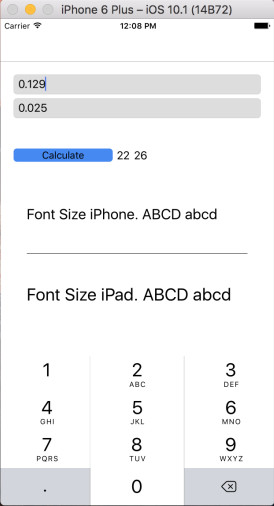 iPhone 6 Plus – iOS 10.1 (14B72)
Carrier 12:08 PM
0.129
0.025
Calculate 22 26
Font Size iPhone. ABCD abcd
Font Size iPad. ABCD abcd
1 2 3
ABC DEF
4 5 6
GHI JKL MNO
7 8 9
PQRS TUV WXYZ
. 0